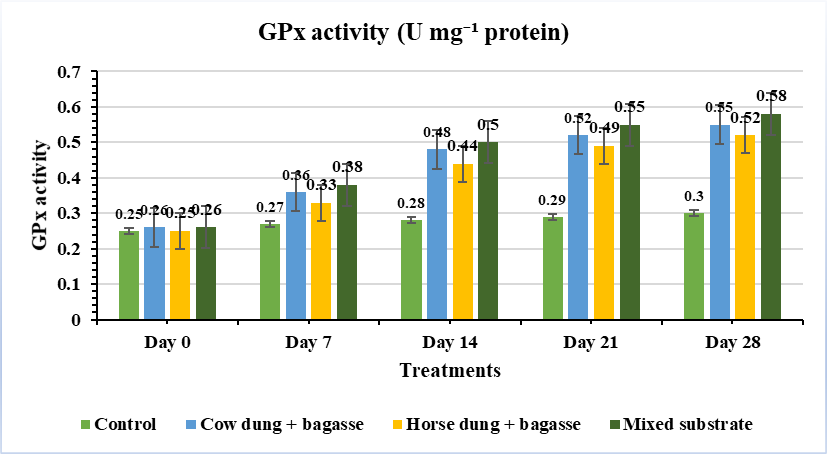 GPx activity (U mg⁻¹ protein)
GPx activity
0.7
0.6
0.5
0.4
0.3
0.2
0.1
0
0.25 0.26 0.25 0.26
0.27 0.36 0.33 0.38
0.28 0.48 0.44 0.5
0.29 0.52 0.49 0.55
0.3 0.55 0.52 0.58
Day 0 Day 7 Day 14 Day 21 Day 28
Treatments
Control Cow dung + bagasse Horse dung + bagasse Mixed substrate